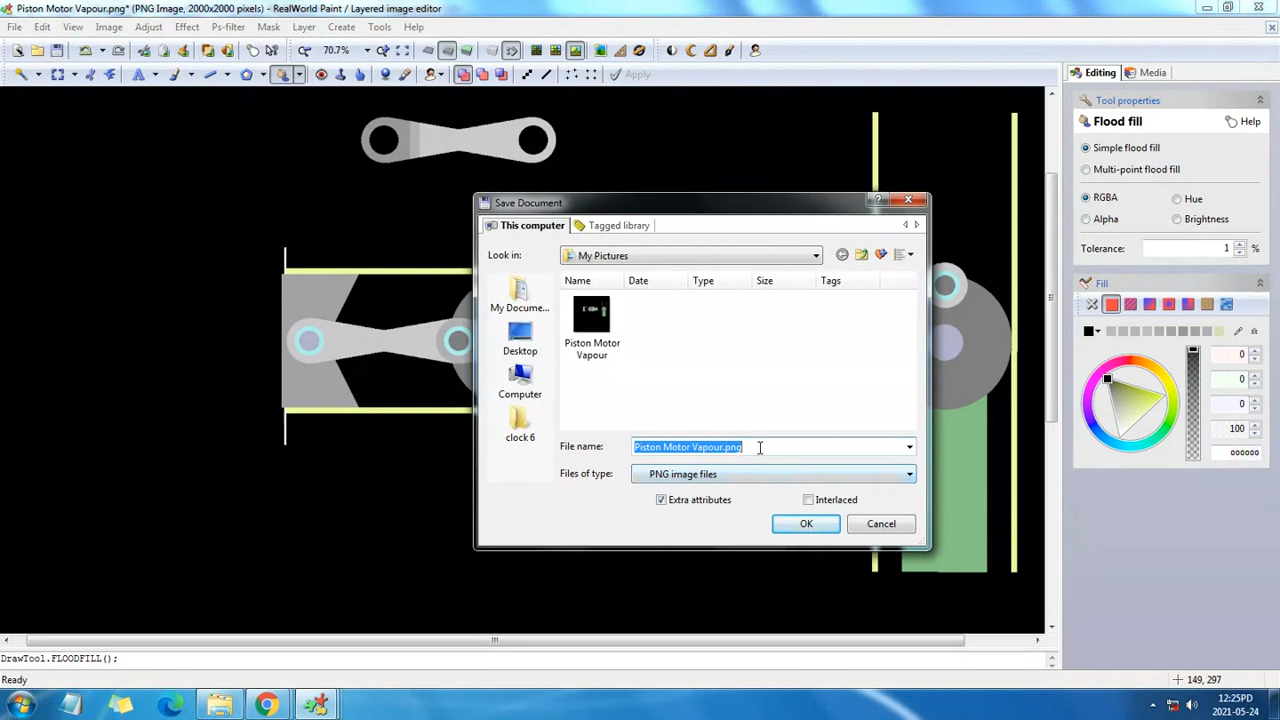 Piston Motor Vapour.png* (PNG Image, 2000x2000 pixels) - RealWorld Paint / Layered image editor
File Edit View Image Adjust Effect Ps-filter Mask Layer Create Tools Help
70.7%
Apply
Editing Media
Tool properties
Flood fill Help
Simple flood fill
Multi-point flood fill
RGBA Hue
Alpha Brightness
Tolerance: 1 %
Fill
0
0
0
100
000000
Save Document
This computer Tagged library
Look in: My Pictures
Name Date Type Size Tags
My Docume...
Desktop
Computer
clock 6
Piston Motor
Vapour
File name: Piston Motor Vapour.png
Files of type: PNG image files
Extra attributes Interlaced
OK Cancel
DrawTool.FLOODFILL();
Ready 149, 297
12:25PD
2021-05-24